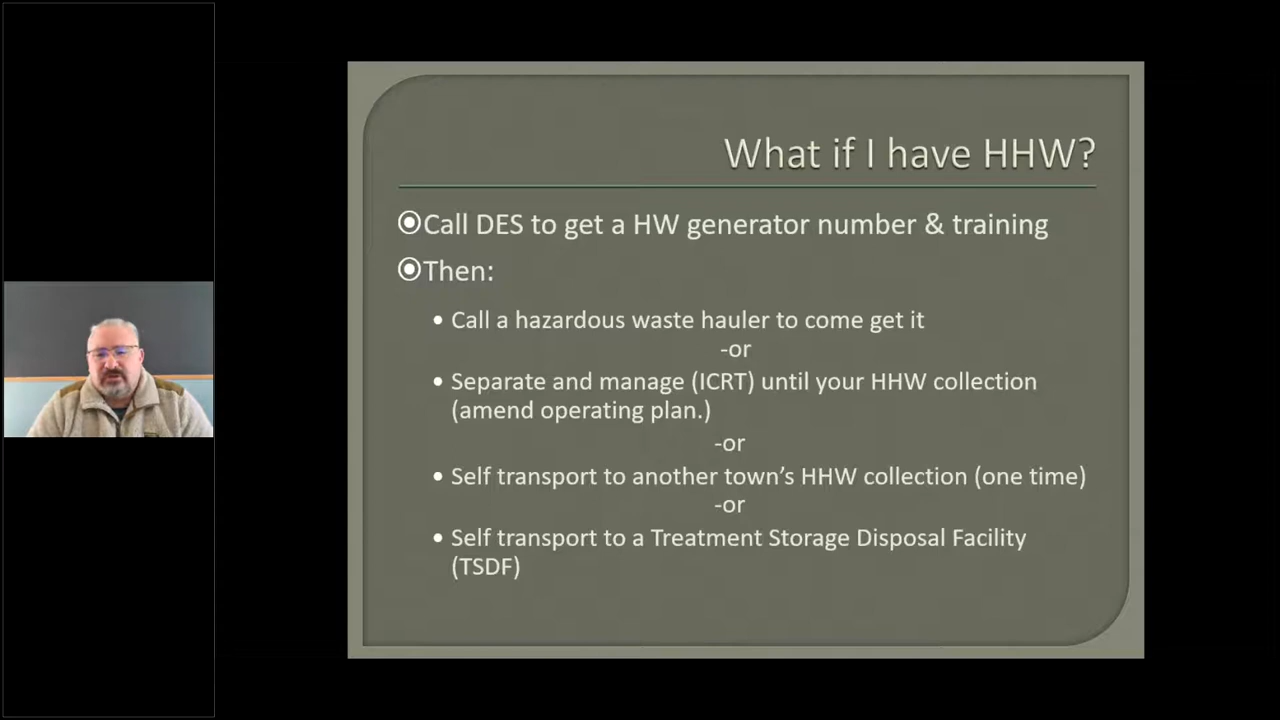 What if I have HHW?
Call DES to get a HW generator number & training
Then:
• Call a hazardous waste hauler to come get it
-or
• Separate and manage (ICRT) until your HHW collection
(amend operating plan.)
-or
• Self transport to another town's HHW collection (one time)
-or
• Self transport to a Treatment Storage Disposal Facility
(TSDF)